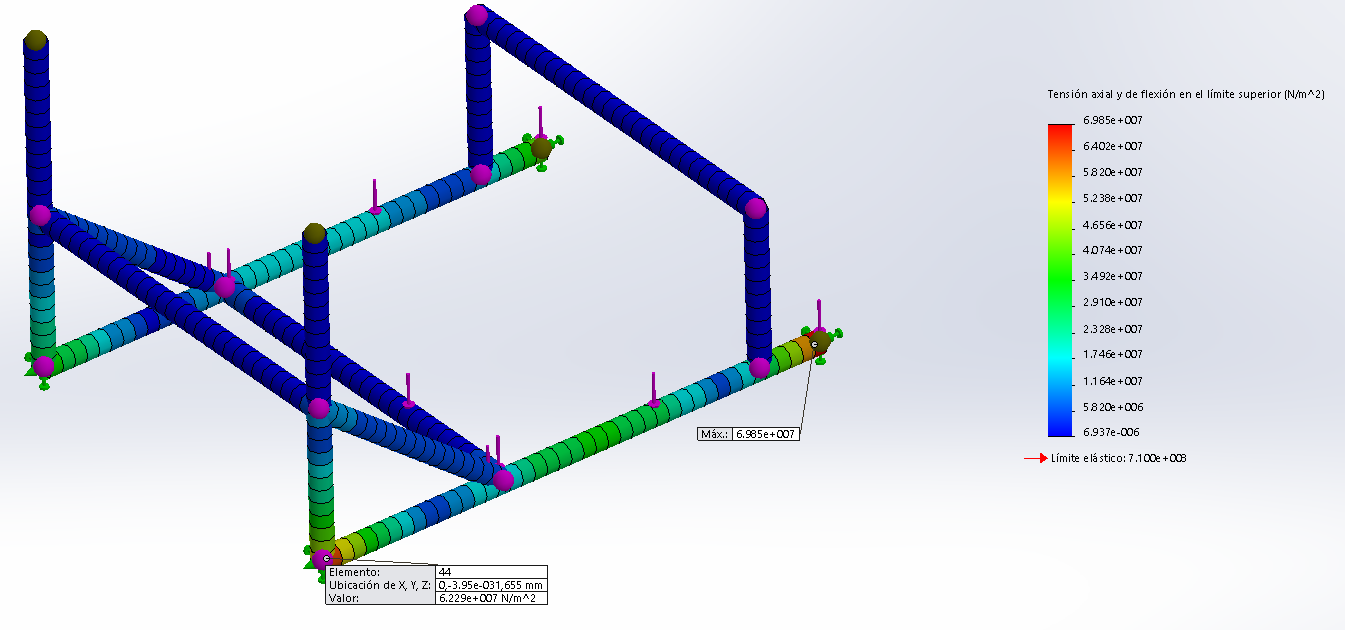 Tensión axial y de flexión en el límite superior (N/m^2)
6.985e+007
6.402e+007
5.820e+007
5.238e+007
4.656e+007
4.074e+007
3.492e+007
2.910e+007
2.328e+007
1.746e+007
1.164e+007
5.820e+006
6.937e-006
Límite elástico: 7.100e+003
Máx.: 6.985e+007
Elemento: 44
Ubicación de X, Y, Z: 0,-3.95e-031,655 mm
Valor: 6.229e+007 N/m^2